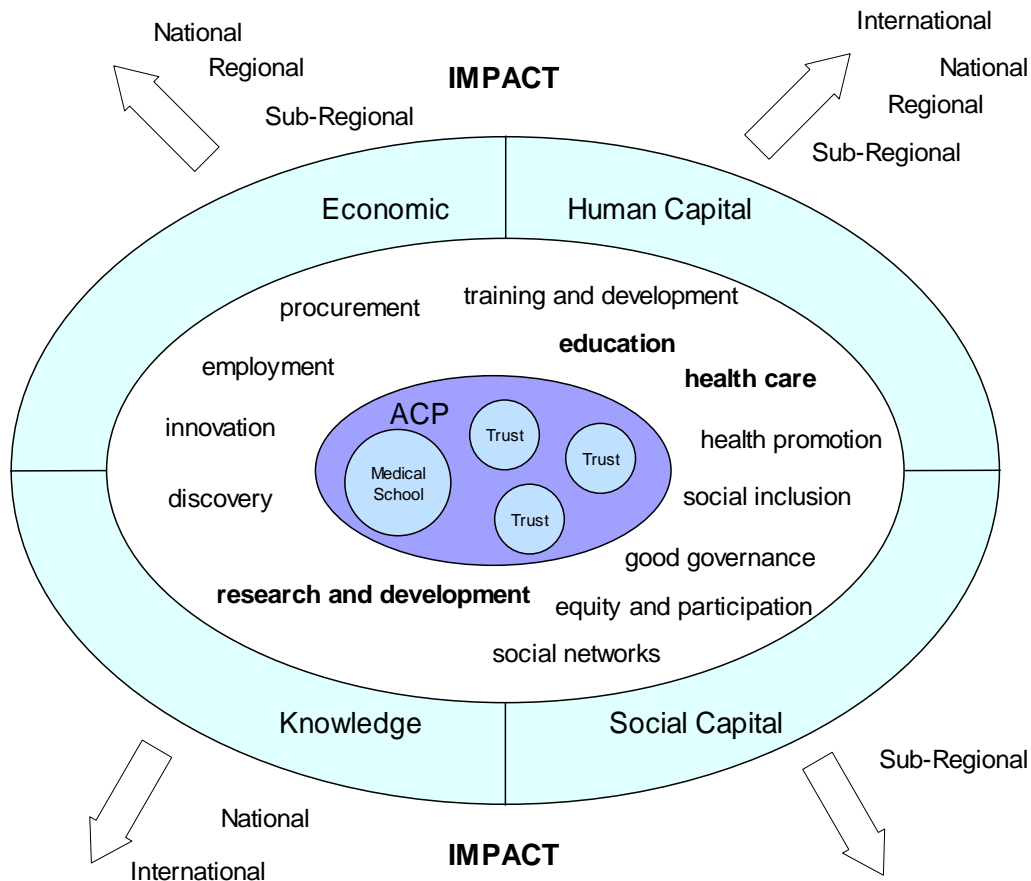 National
International
Regional
National
IMPACT
Regional
Sub-Regional
Sub-Regional
Economic
Human Capital
procurement
training and development
education
employment
health care
ACP
innovation
Trust
health promotion
Trust
Medical
School
discovery
social inclusion
Trust
good governance
research and development
equity and participation
social networks
Knowledge
Social Capital
Sub-Regional
National
IMPACT
International